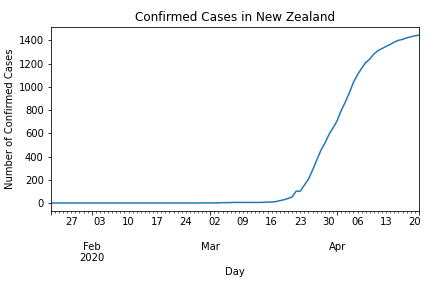 Confirmed Cases in New Zealand
Number of Confirmed Cases
1400
1200
1000
800
600
400
200
0
27 03 10 17 24 02 09 16 23 30 06 13 20
Feb Mar Apr
2020
Day